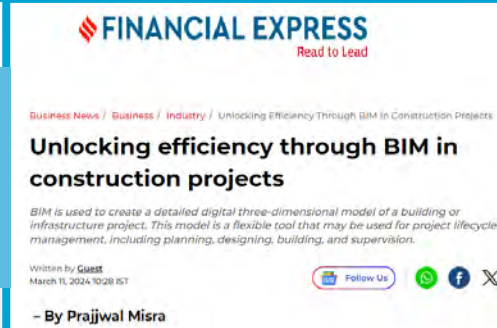 FINANCIAL EXPRESS
Read to Lead
Business News / Business / Industry / Unlocking Efficiency Through BIM In Construction Projects
Unlocking efficiency through BIM in
construction projects
BIM is used to create a detailed digital three-dimensional model of a building or
infrastructure project. This model is a flexible tool that may be used for project lifecycle
management, including planning, designing, building, and supervision.
Written by Guest
March 11, 2024 10:28 IST
Follow Us
– By Prajjwal Misra